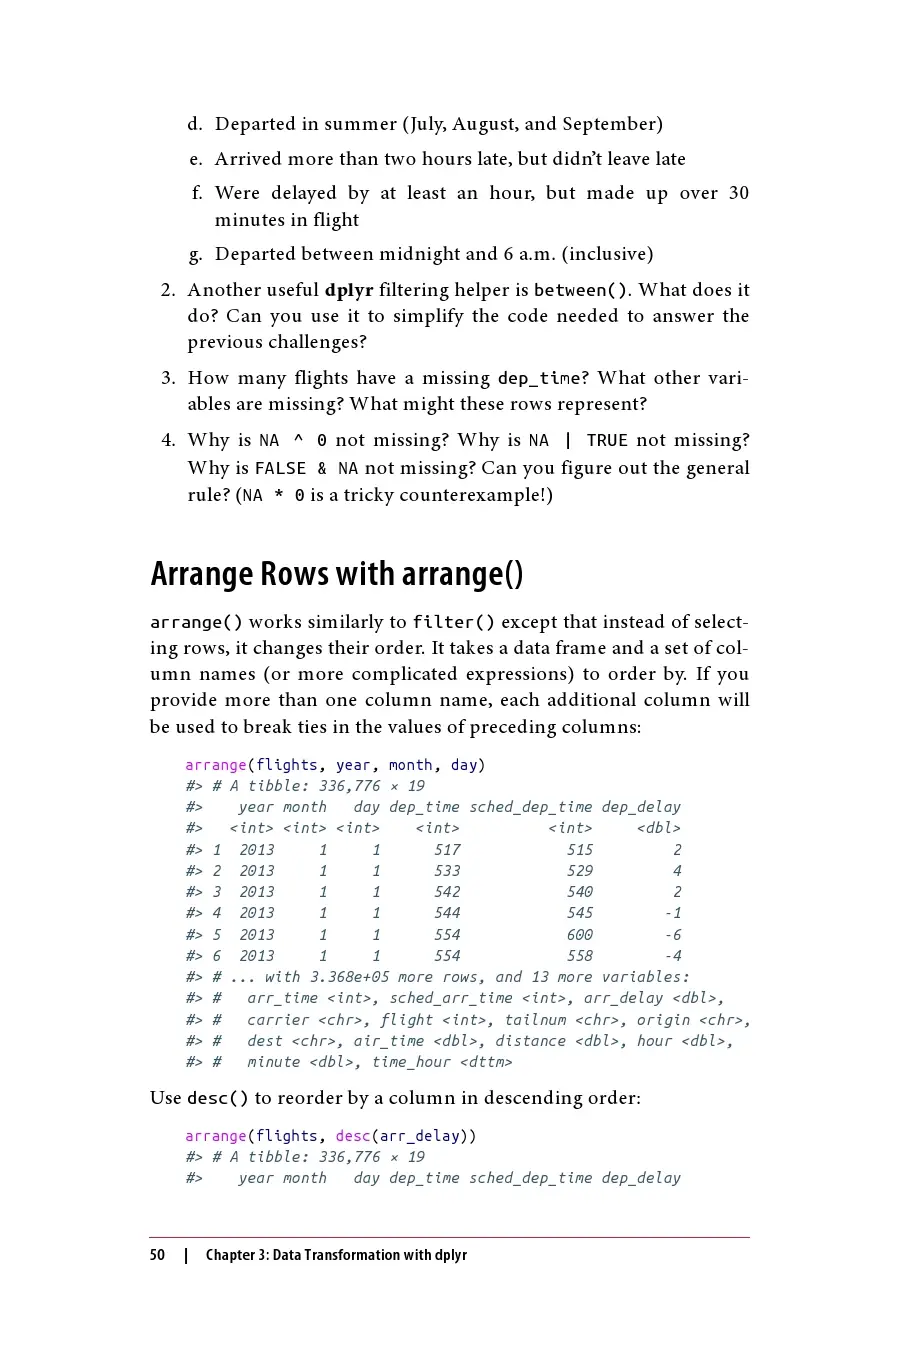 d. Departed in summer (July, August, and September)
e. Arrived more than two hours late, but didn’t leave late
f. Were delayed by at least an hour, but made up over 30
minutes in flight
g. Departed between midnight and 6 a.m. (inclusive)
2. Another useful dplyr filtering helper is between(). What does it
do? Can you use it to simplify the code needed to answer the
previous challenges?
3. How many flights have a missing dep_time? What other vari-
ables are missing? What might these rows represent?
4. Why is NA ^ 0 not missing? Why is NA | TRUE not missing?
Why is FALSE & NA not missing? Can you figure out the general
rule? (NA * 0 is a tricky counterexample!)
Arrange Rows with arrange()
arrange() works similarly to filter() except that instead of select-
ing rows, it changes their order. It takes a data frame and a set of col-
umn names (or more complicated expressions) to order by. If you
provide more than one column name, each additional column will
be used to break ties in the values of preceding columns:
arrange(flights, year, month, day)
#> # A tibble: 336,776 × 19
#>    year month   day dep_time sched_dep_time dep_delay
#>   <int> <int> <int>    <int>          <int>     <dbl>
#> 1  2013     1     1      517            515         2
#> 2  2013     1     1      533            529         4
#> 3  2013     1     1      542            540         2
#> 4  2013     1     1      544            545        -1
#> 5  2013     1     1      554            600        -6
#> 6  2013     1     1      554            558        -4
#> # ... with 3.368e+05 more rows, and 13 more variables:
#> #   arr_time <int>, sched_arr_time <int>, arr_delay <dbl>,
#> #   carrier <chr>, flight <int>, tailnum <chr>, origin <chr>,
#> #   dest <chr>, air_time <dbl>, distance <dbl>, hour <dbl>,
#> #   minute <dbl>, time_hour <dttm>
Use desc() to reorder by a column in descending order:
arrange(flights, desc(arr_delay))
#> # A tibble: 336,776 × 19
#>    year month   day dep_time sched_dep_time dep_delay
50 | Chapter 3: Data Transformation with dplyr